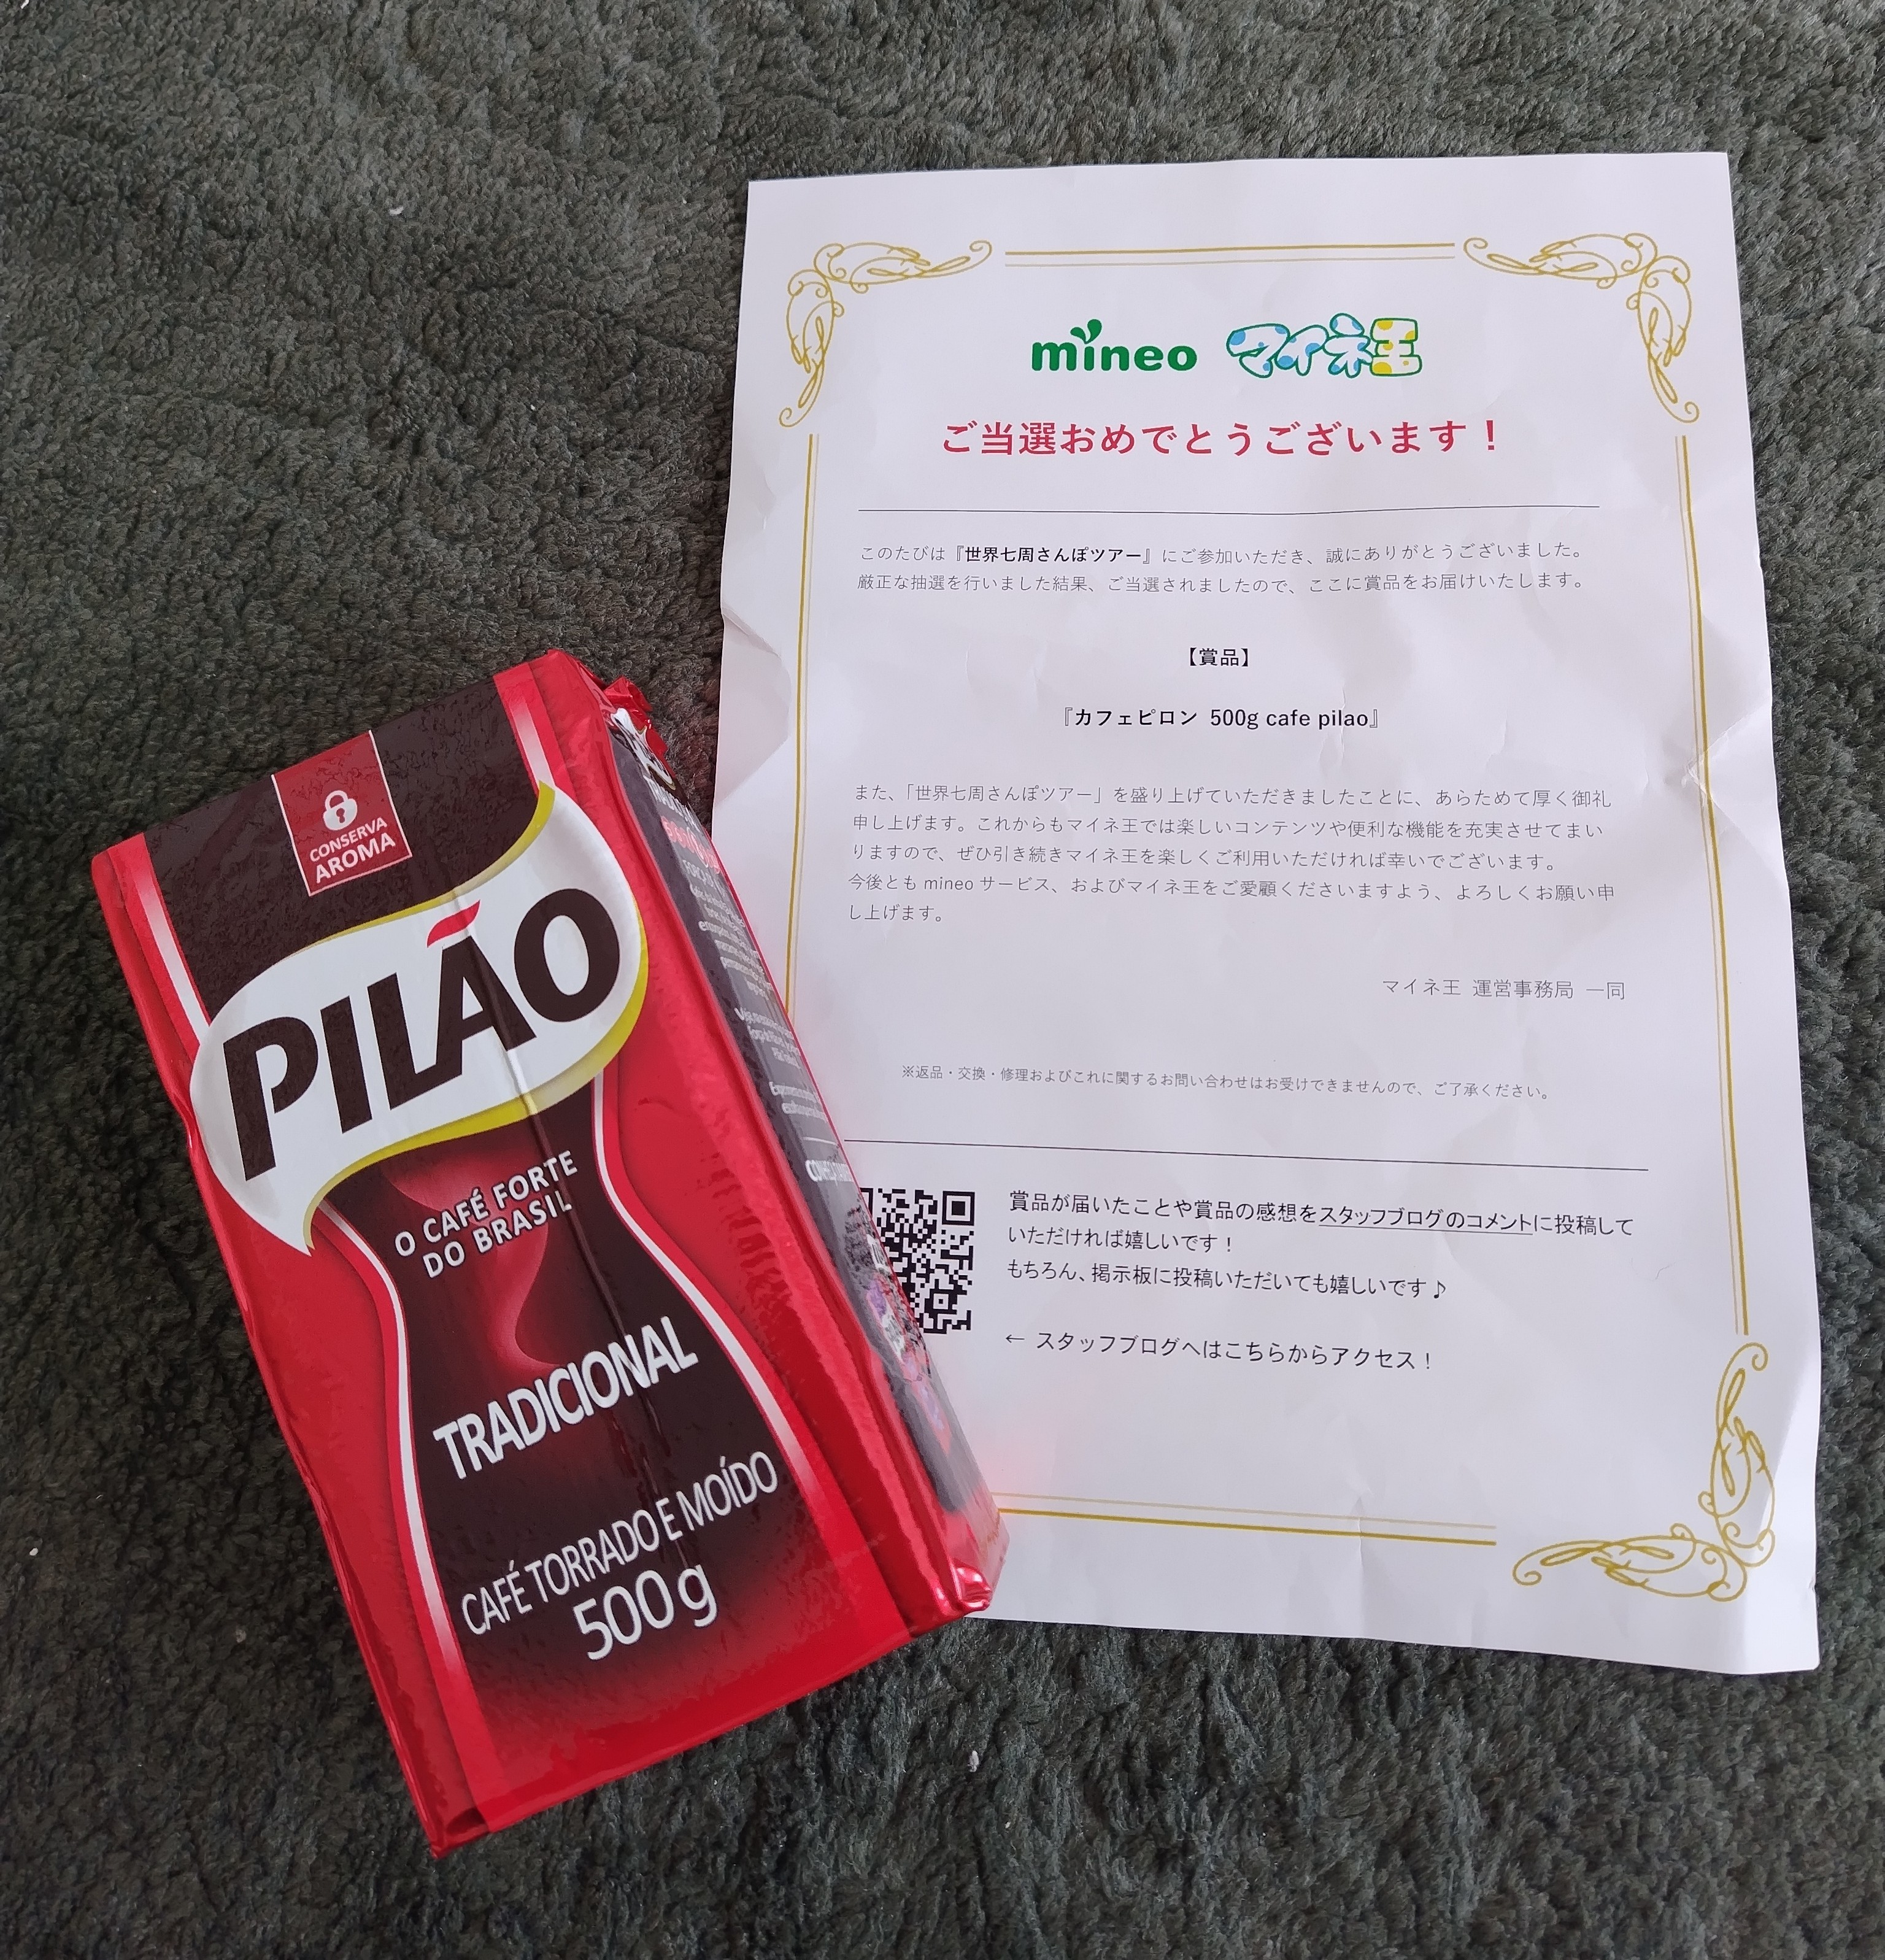 CONSERVA
AROMA
PILÃO
O CAFÉ FORTE
DO BRASIL
TRADICIONAL
CAFÉ TORRADO E MOÍDO
500g
mineo マイネ王
ご当選おめでとうございます！
このたびは『世界七周さんぽツアー』にご参加いただき、誠にありがとうございました。
厳正な抽選を行いました結果、ご当選されましたので、ここに賞品をお届けいたします。
【賞品】
『カフェピロン 500g cafe pilao』
また、「世界七周さんぽツアー」を盛り上げていただきましたことに、あらためて厚く御礼
申し上げます。これからもマイネ王では楽しいコンテンツや便利な機能を充実させてまい
りますので、ぜひ引き続きマイネ王を楽しくご利用いただければ幸いでございます。
今後とも mineo サービス、およびマイネ王をご愛顧くださいますよう、よろしくお願い申
し上げます。
マイネ王 運営事務局 一同
※返品・交換・修理およびこれに関するお問い合わせはお受けできませんので、ご了承ください。
賞品が届いたことや賞品の感想をスタッフブログのコメントに投稿して
いただければ嬉しいです！
もちろん、掲示板に投稿いただいても嬉しいです♪
← スタッフブログへはこちらからアクセス！